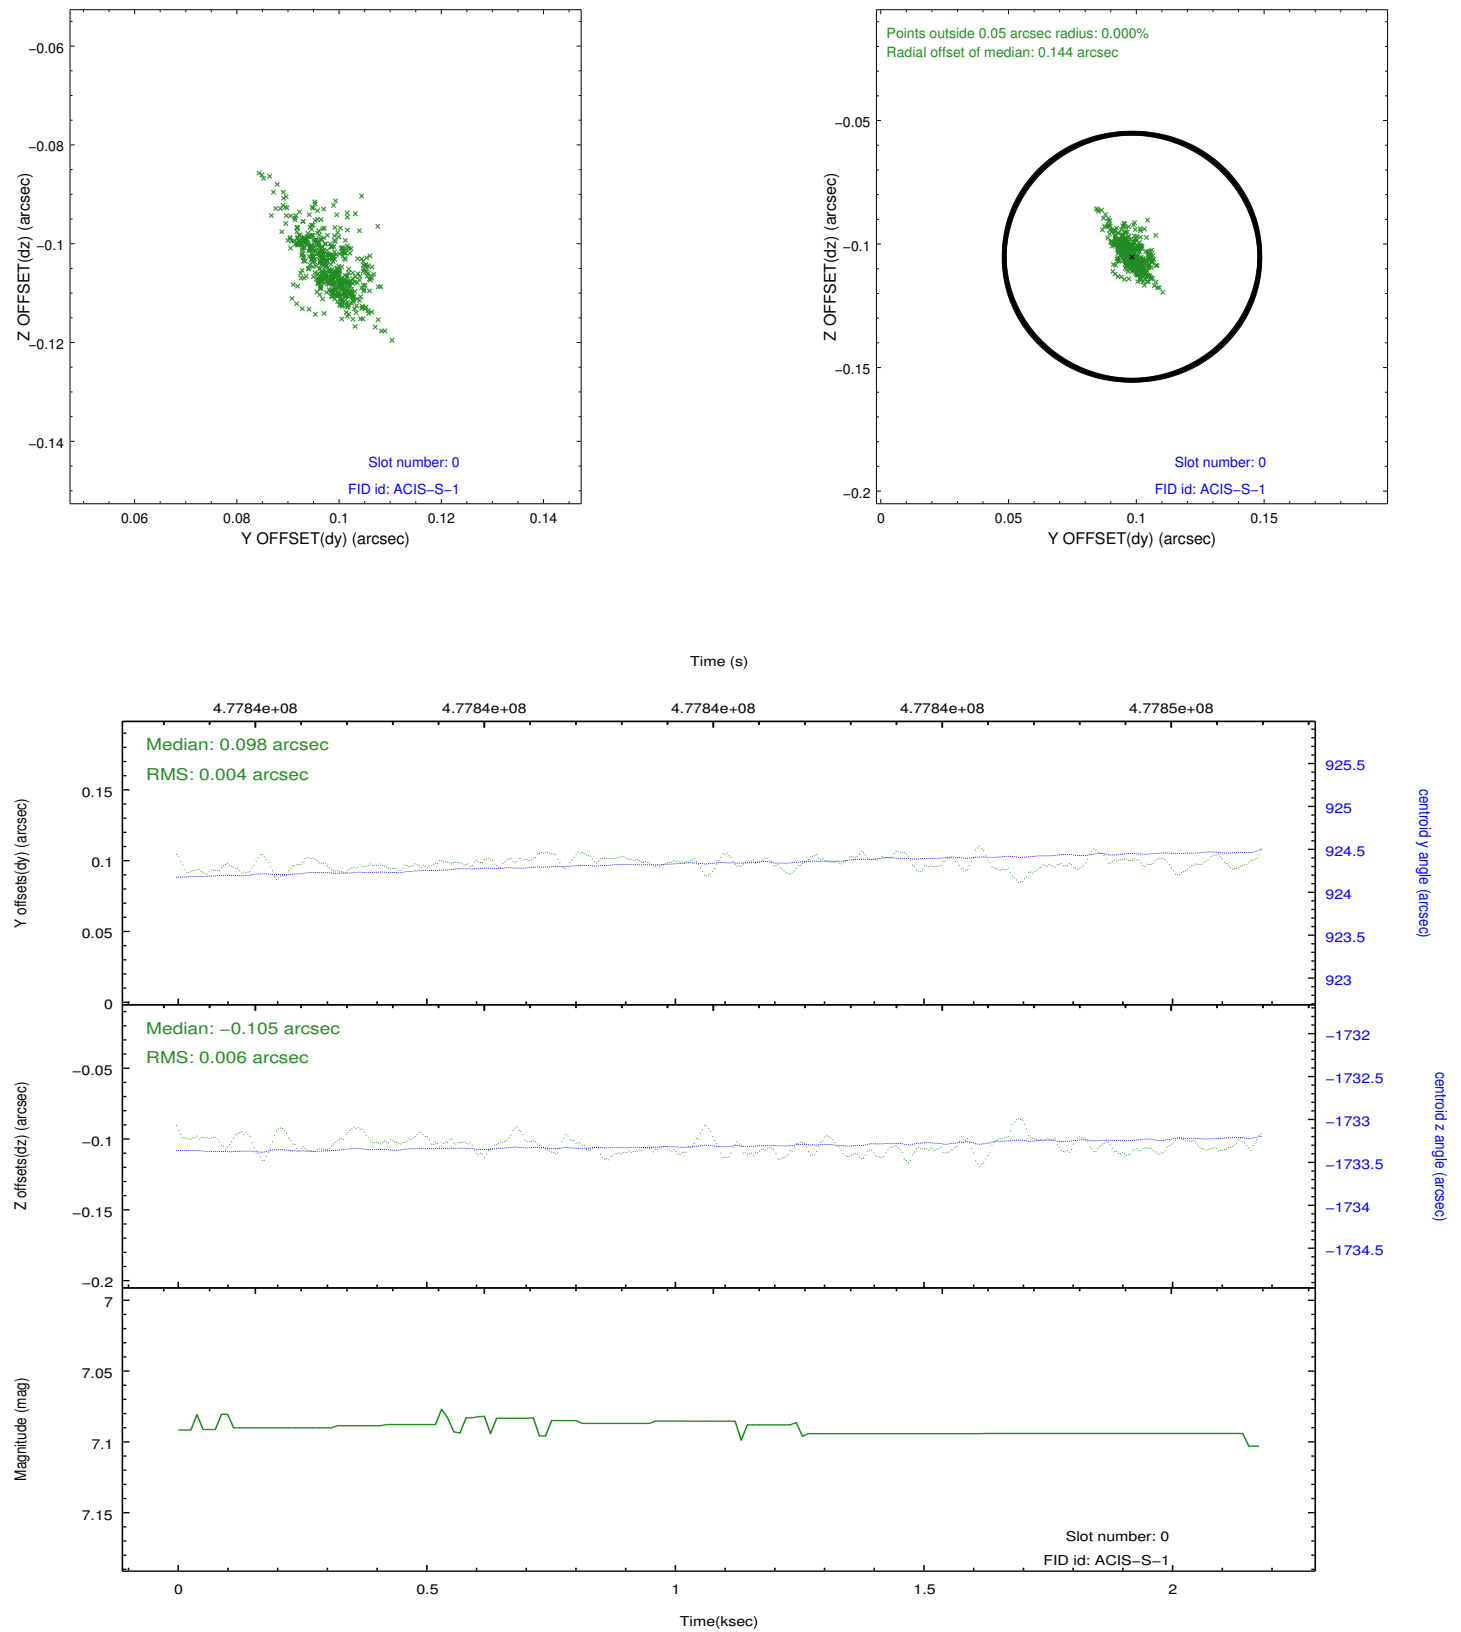 −0.06
−0.08
−0.1
−0.12
−0.14
Z OFFSET(dz) (arcsec)
Slot number: 0
FID id: ACIS−S−1
0.06
0.08
0.1
0.12
0.14
Y OFFSET(dy) (arcsec)
Points outside 0.05 arcsec radius: 0.000%
Radial offset of median: 0.144 arcsec
−0.05
−0.1
−0.15
−0.2
Z OFFSET(dz) (arcsec)
Slot number: 0
FID id: ACIS−S−1
0
0.05
0.1
0.15
Y OFFSET(dy) (arcsec)
Time (s)
4.7784e+08
4.7784e+08
4.7784e+08
4.7784e+08
4.7785e+08
Median: 0.098 arcsec
RMS: 0.004 arcsec
0.15
0.1
0.05
0
Y offsets(dy) (arcsec)
925.5
925
924.5
924
923.5
923
centroid y angle (arcsec)
Median: −0.105 arcsec
RMS: 0.006 arcsec
−0.05
−0.1
−0.15
−0.2
Z offsets(dz) (arcsec)
−1732
−1732.5
−1733
−1733.5
−1734
−1734.5
centroid z angle (arcsec)
7
7.05
7.1
7.15
Magnitude (mag)
Slot number: 0
FID id: ACIS−S−1
0
0.5
1
1.5
2
Time(ksec)